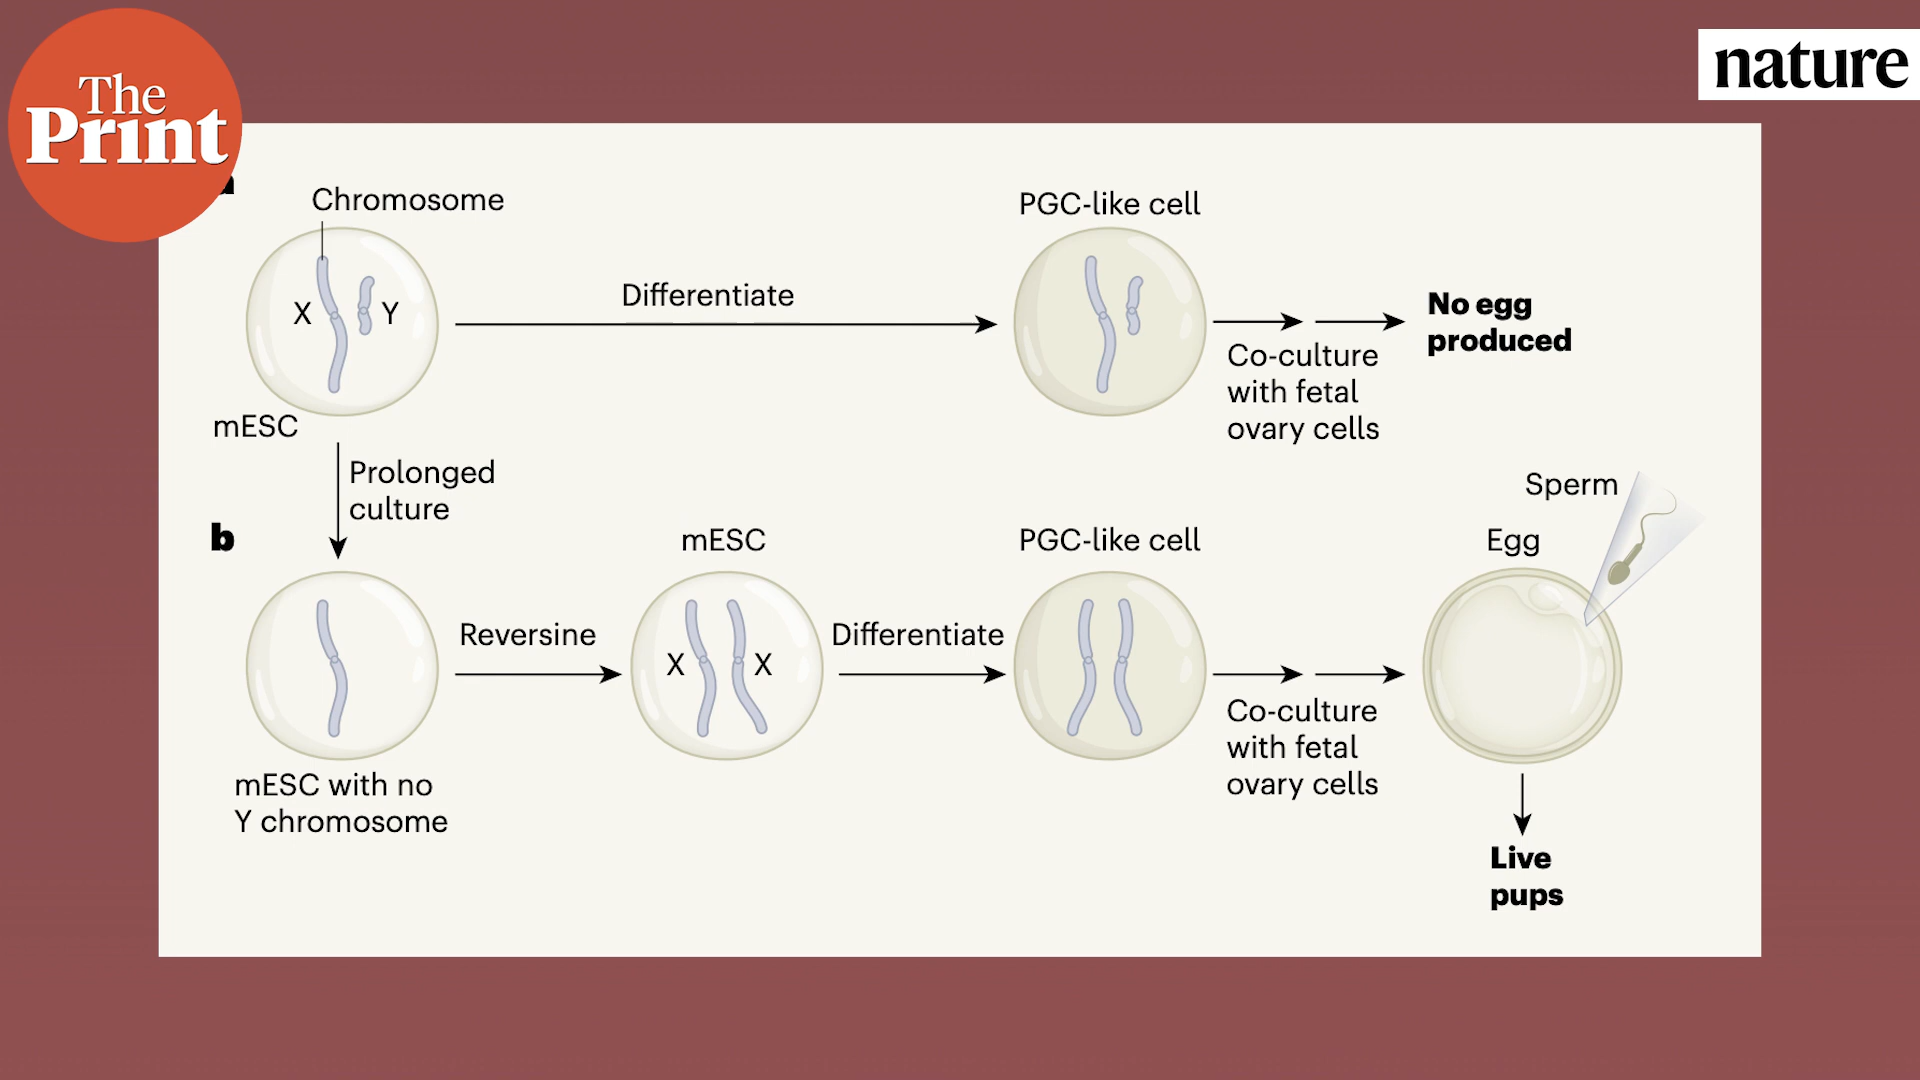 The
Print
nature
a
Chromosome
X
Y
mESC
Differentiate
PGC-like cell
Co-culture
with fetal
ovary cells
No egg
produced
Prolonged
culture
b
mESC with no
Y chromosome
Reversine
mESC
X
X
Differentiate
PGC-like cell
Co-culture
with fetal
ovary cells
Sperm
Egg
Live
pups